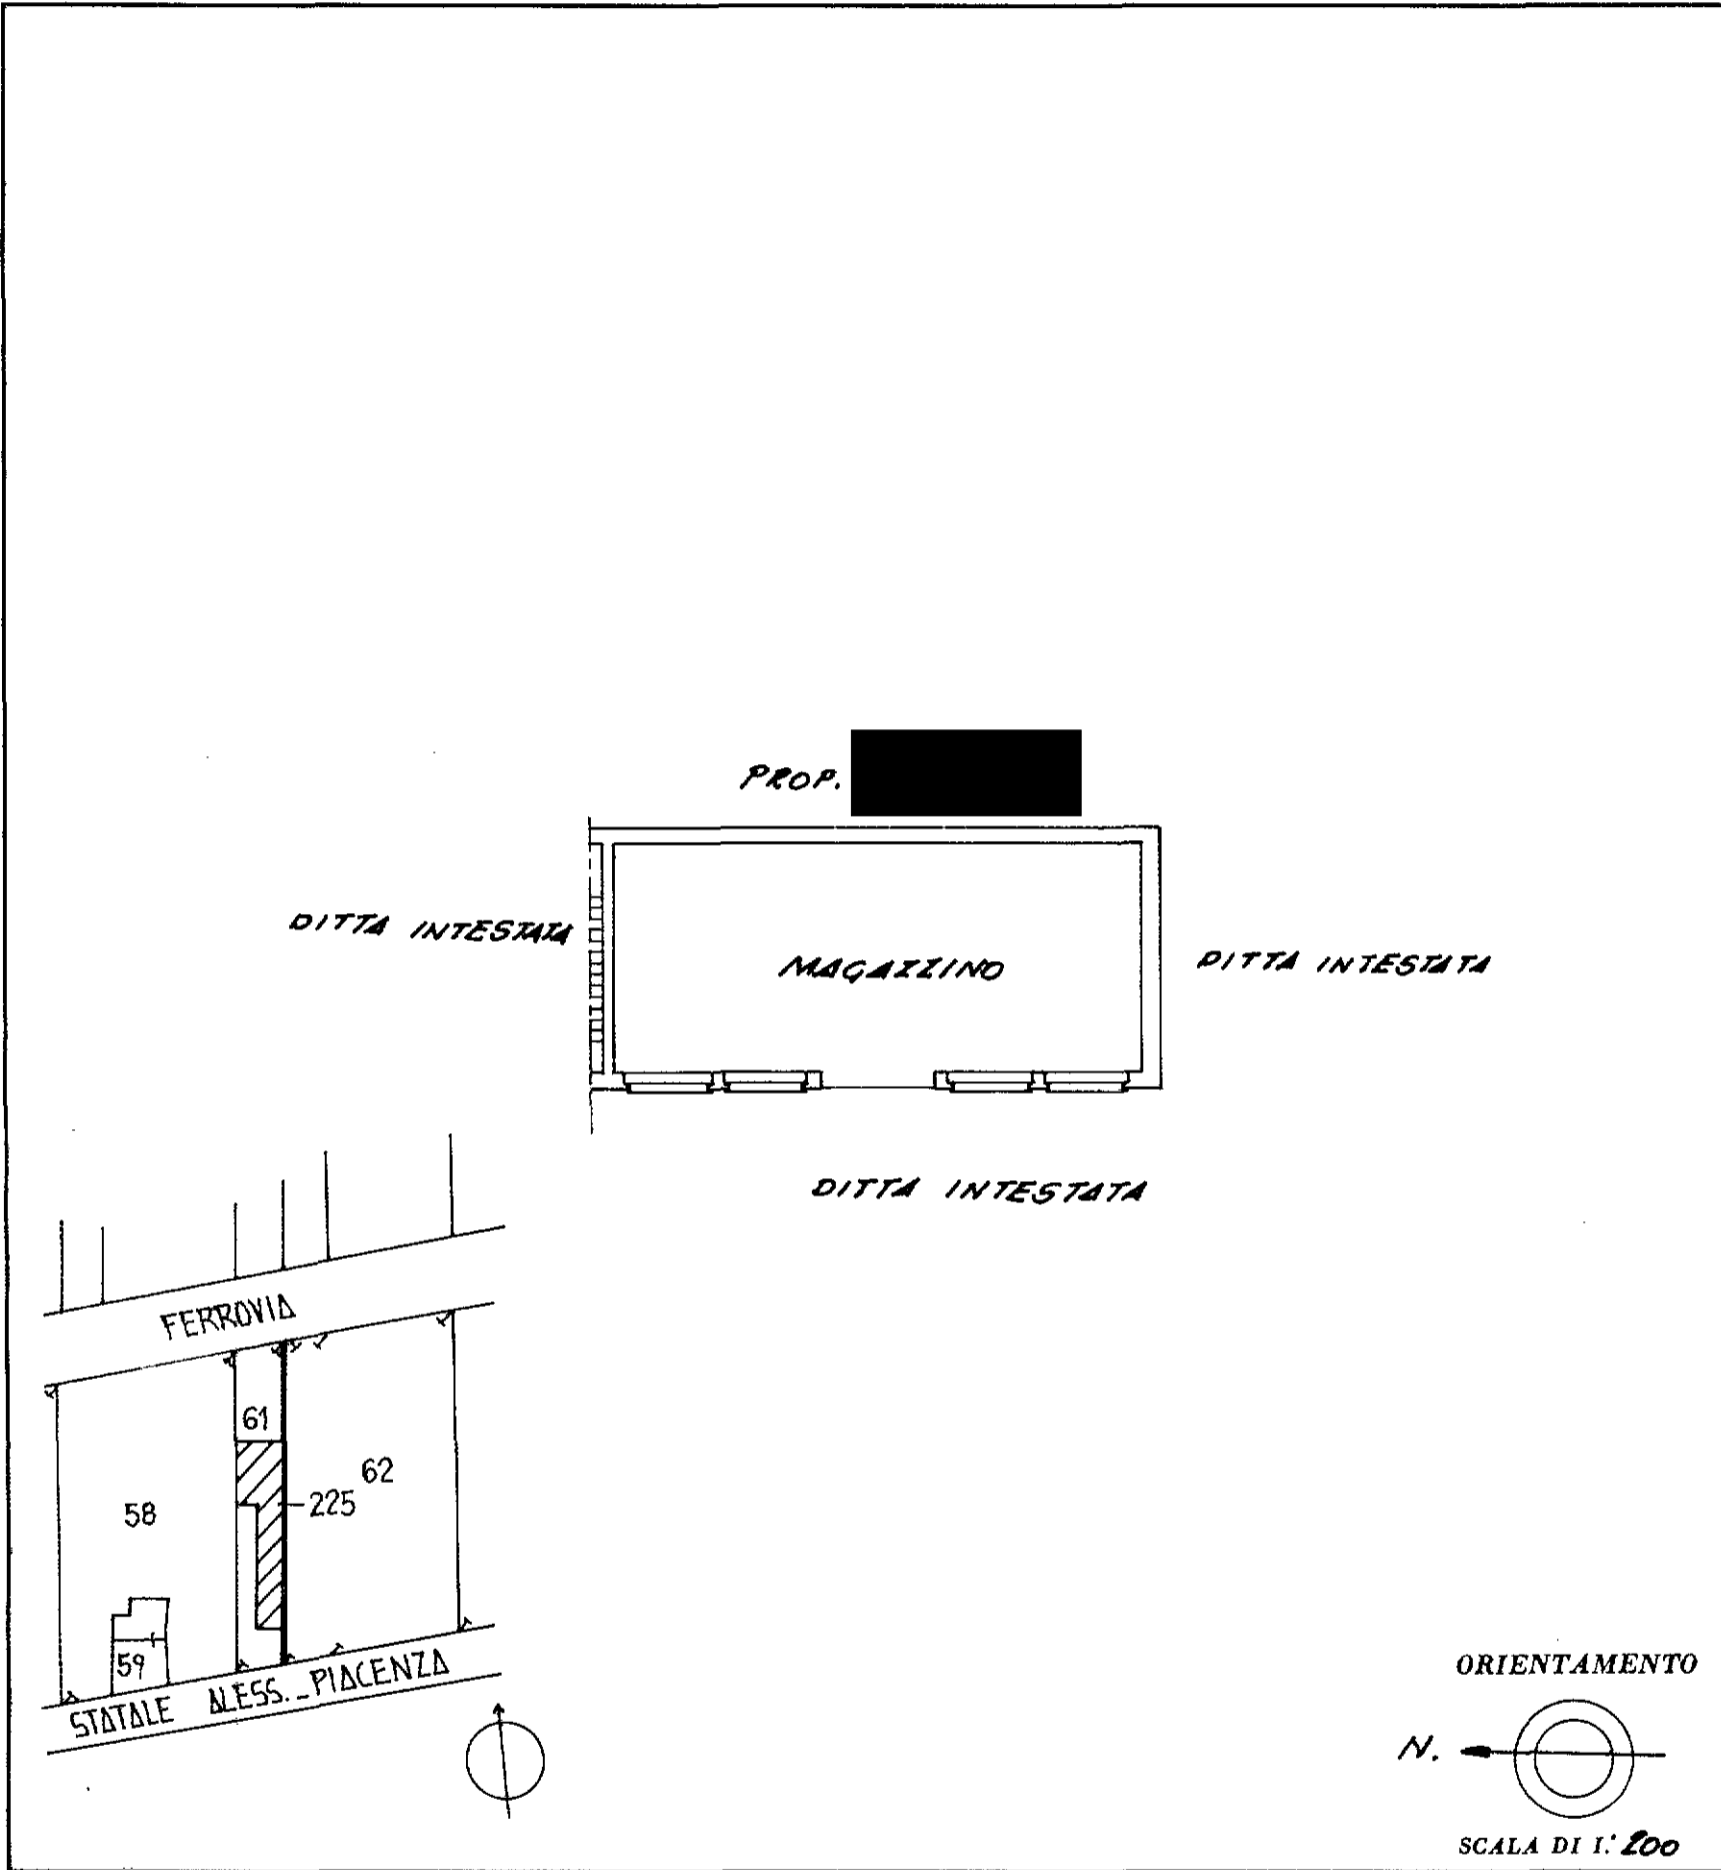 PROP.
DITTA INTESTATA
MAGAZZINO
DITTA INTESTATA
DITTA INTESTATA
FERROVIA
61
62
58
225
59
STATALE ALESS._PIACENZA
ORIENTAMENTO
N.
SCALA DI 1:200